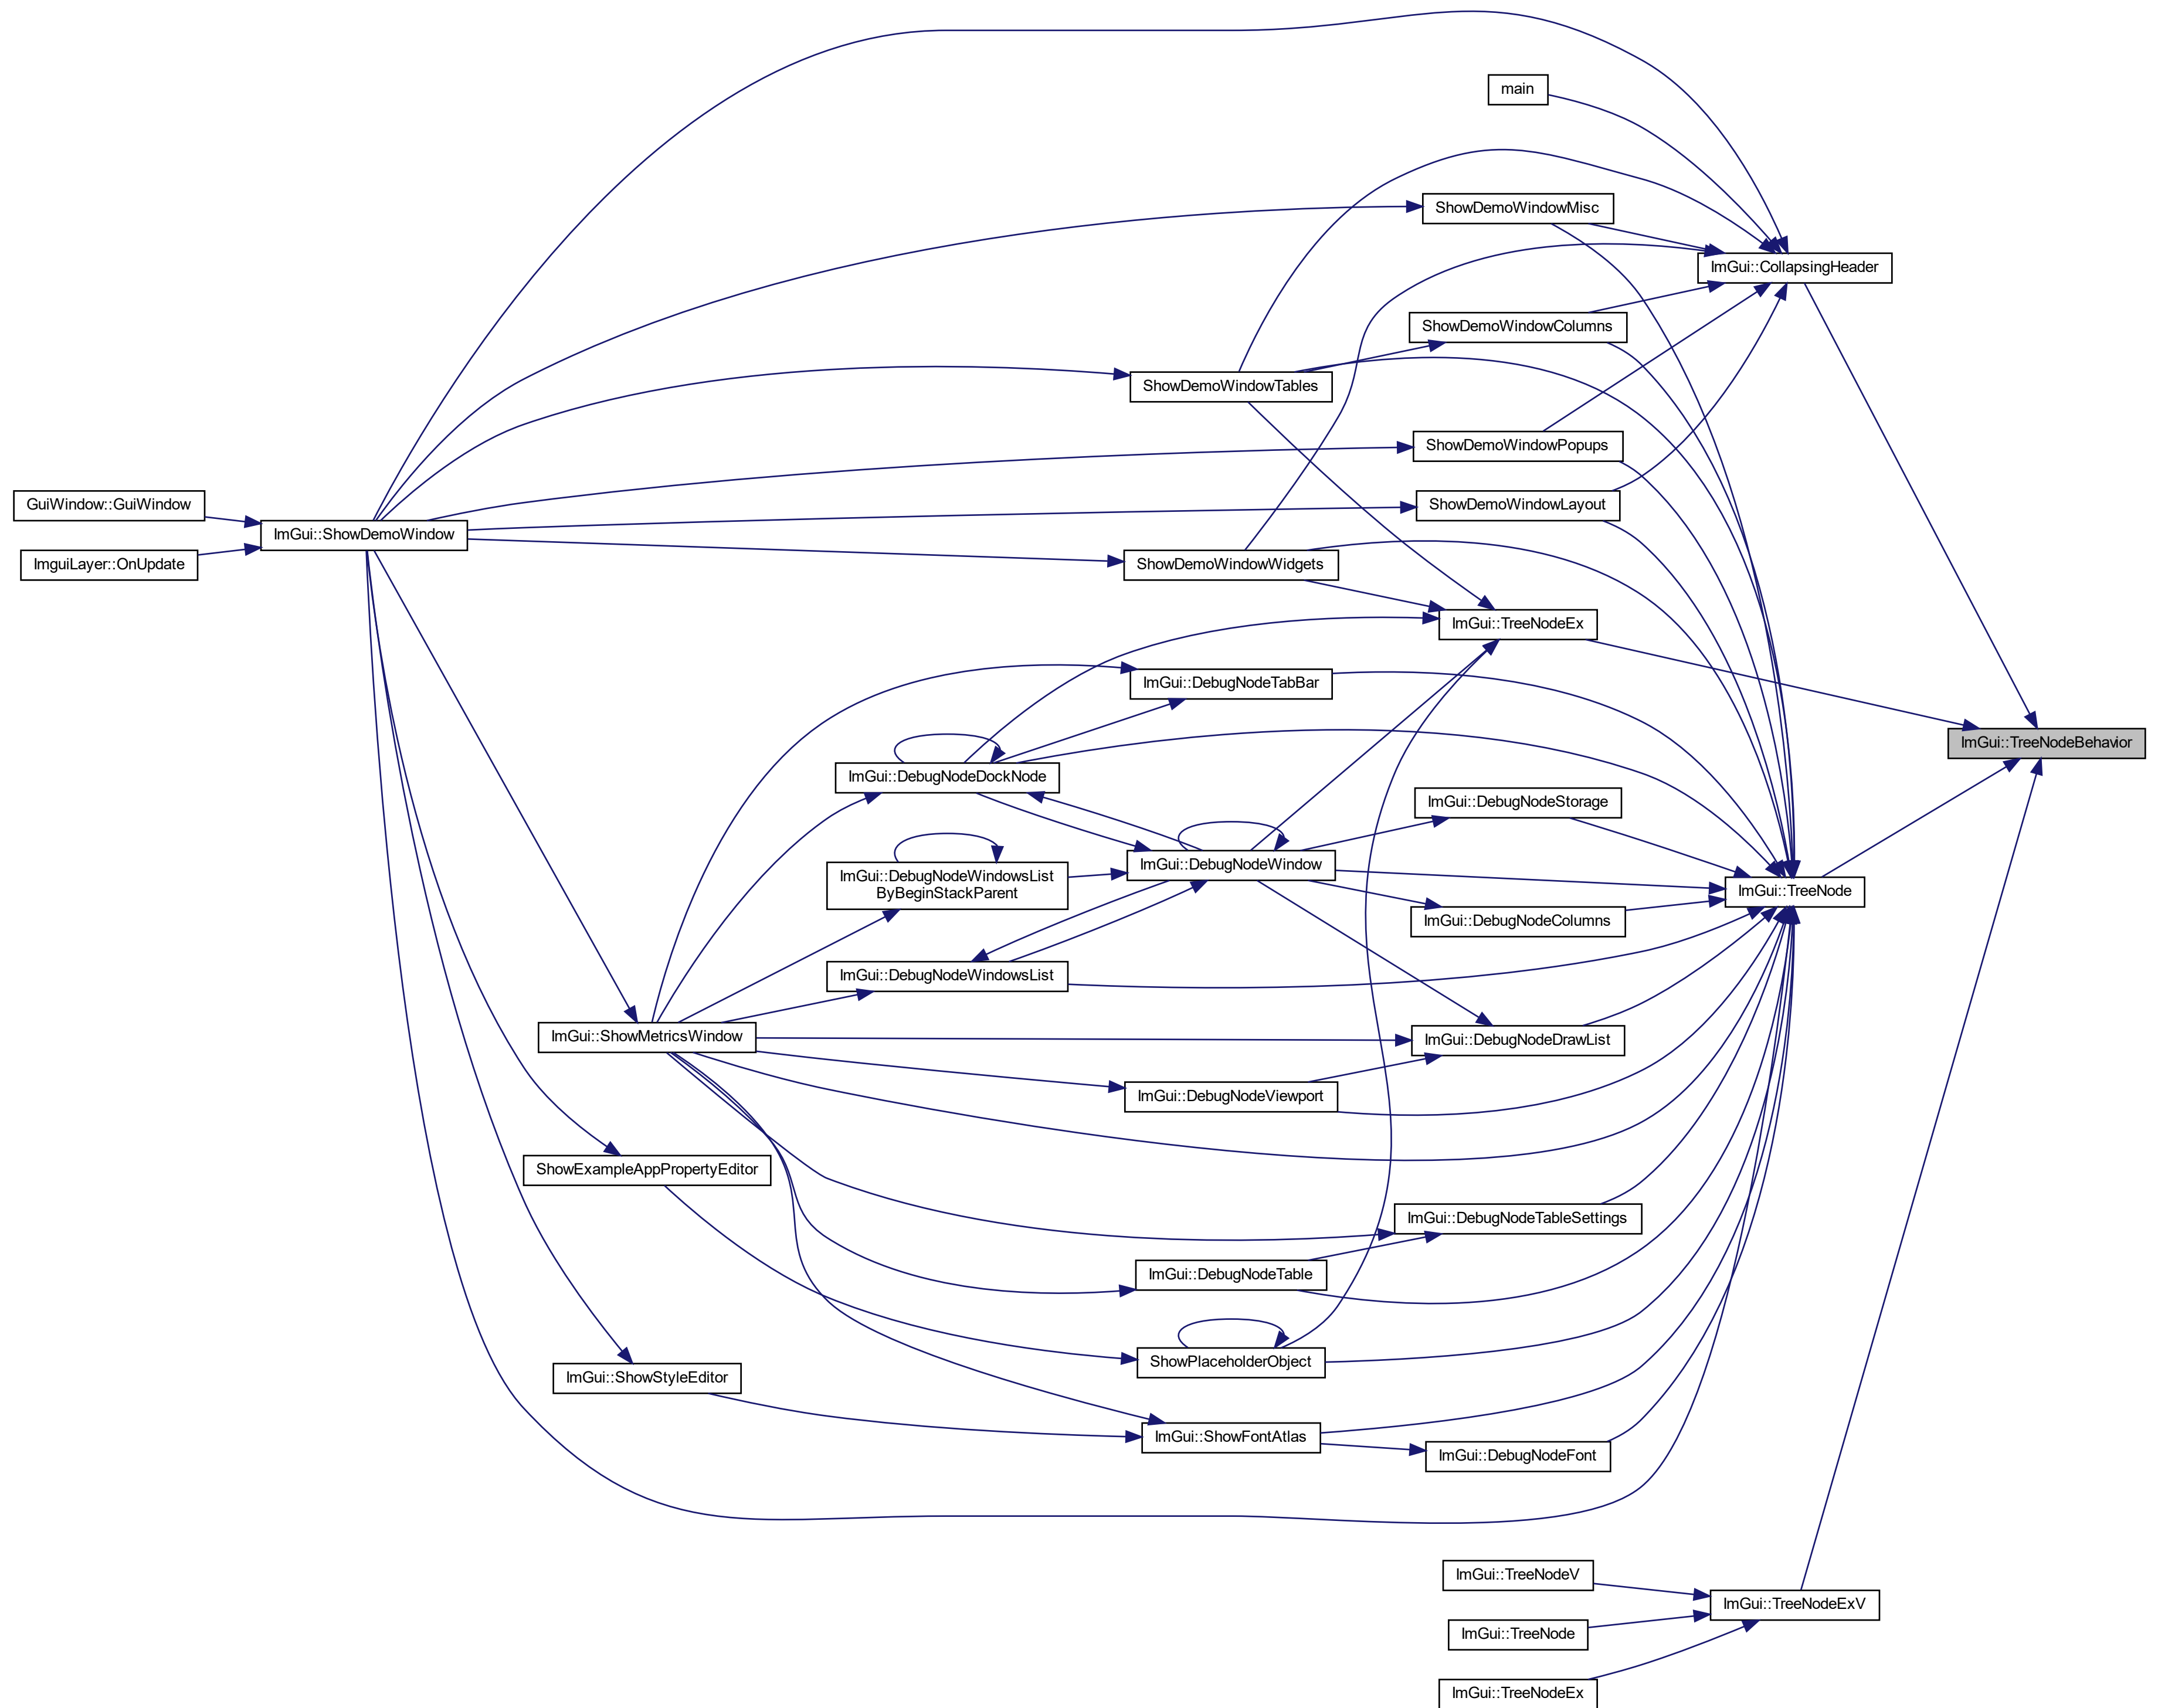 main
ShowDemoWindowMisc
ImGui::CollapsingHeader
ShowDemoWindowColumns
ShowDemoWindowTables
ShowDemoWindowPopups
GuiWindow::GuiWindow
ShowDemoWindowLayout
ImGui::ShowDemoWindow
ImguiLayer::OnUpdate
ShowDemoWindowWidgets
ImGui::TreeNodeEx
ImGui::DebugNodeTabBar
ImGui::TreeNodeBehavior
ImGui::DebugNodeDockNode
ImGui::DebugNodeStorage
ImGui::DebugNodeWindow
ImGui::DebugNodeWindowsList
ByBeginStackParent
ImGui::TreeNode
ImGui::DebugNodeColumns
ImGui::DebugNodeWindowsList
ImGui::ShowMetricsWindow
ImGui::DebugNodeDrawList
ImGui::DebugNodeViewport
ShowExampleAppPropertyEditor
ImGui::DebugNodeTableSettings
ImGui::DebugNodeTable
ShowPlaceholderObject
ImGui::ShowStyleEditor
ImGui::ShowFontAtlas
ImGui::DebugNodeFont
ImGui::TreeNodeV
ImGui::TreeNodeExV
ImGui::TreeNode
ImGui::TreeNodeEx